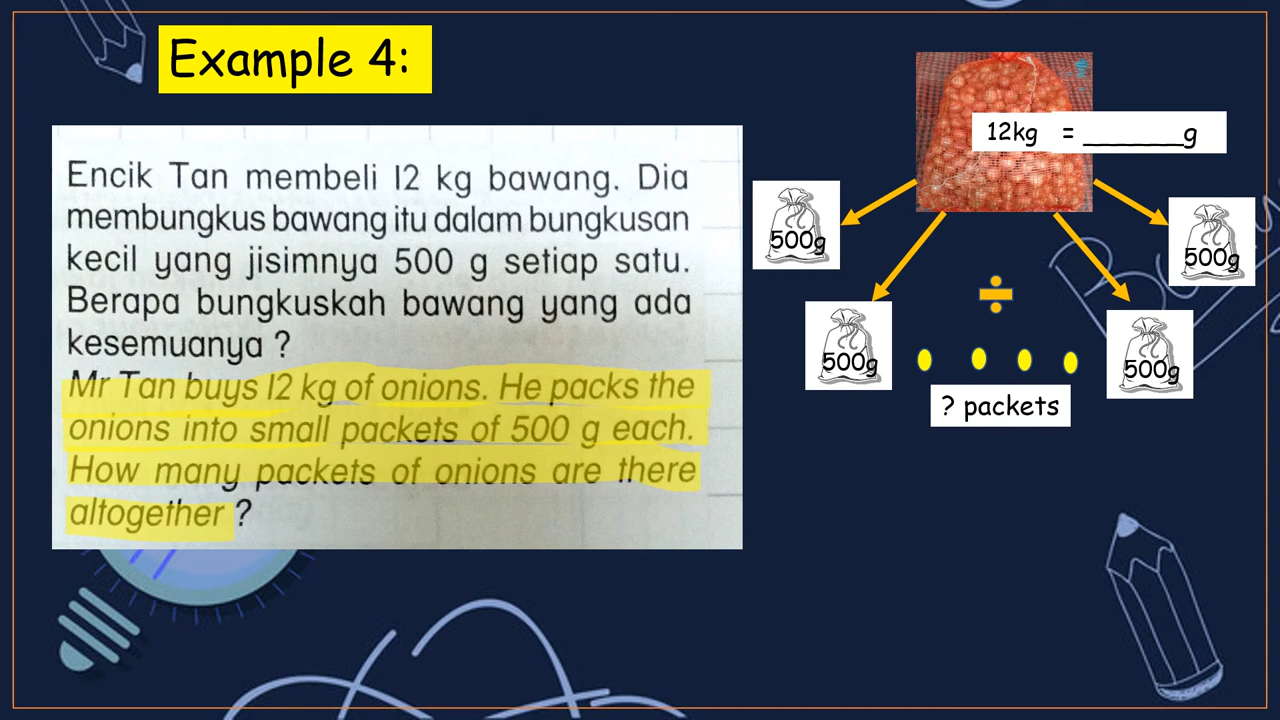 Example 4:
Encik Tan membeli 12 kg bawang. Dia
membungkus bawang itu dalam bungkusan
kecil yang jisimnya 500 g setiap satu.
Berapa bungkuskah bawang yang ada
kesemuanya ?
Mr Tan buys 12 kg of onions. He packs the
onions into small packets of 500 g each.
How many packets of onions are there
altogether ?
12kg = _______g
500g
500g
÷
500g
500g
? packets